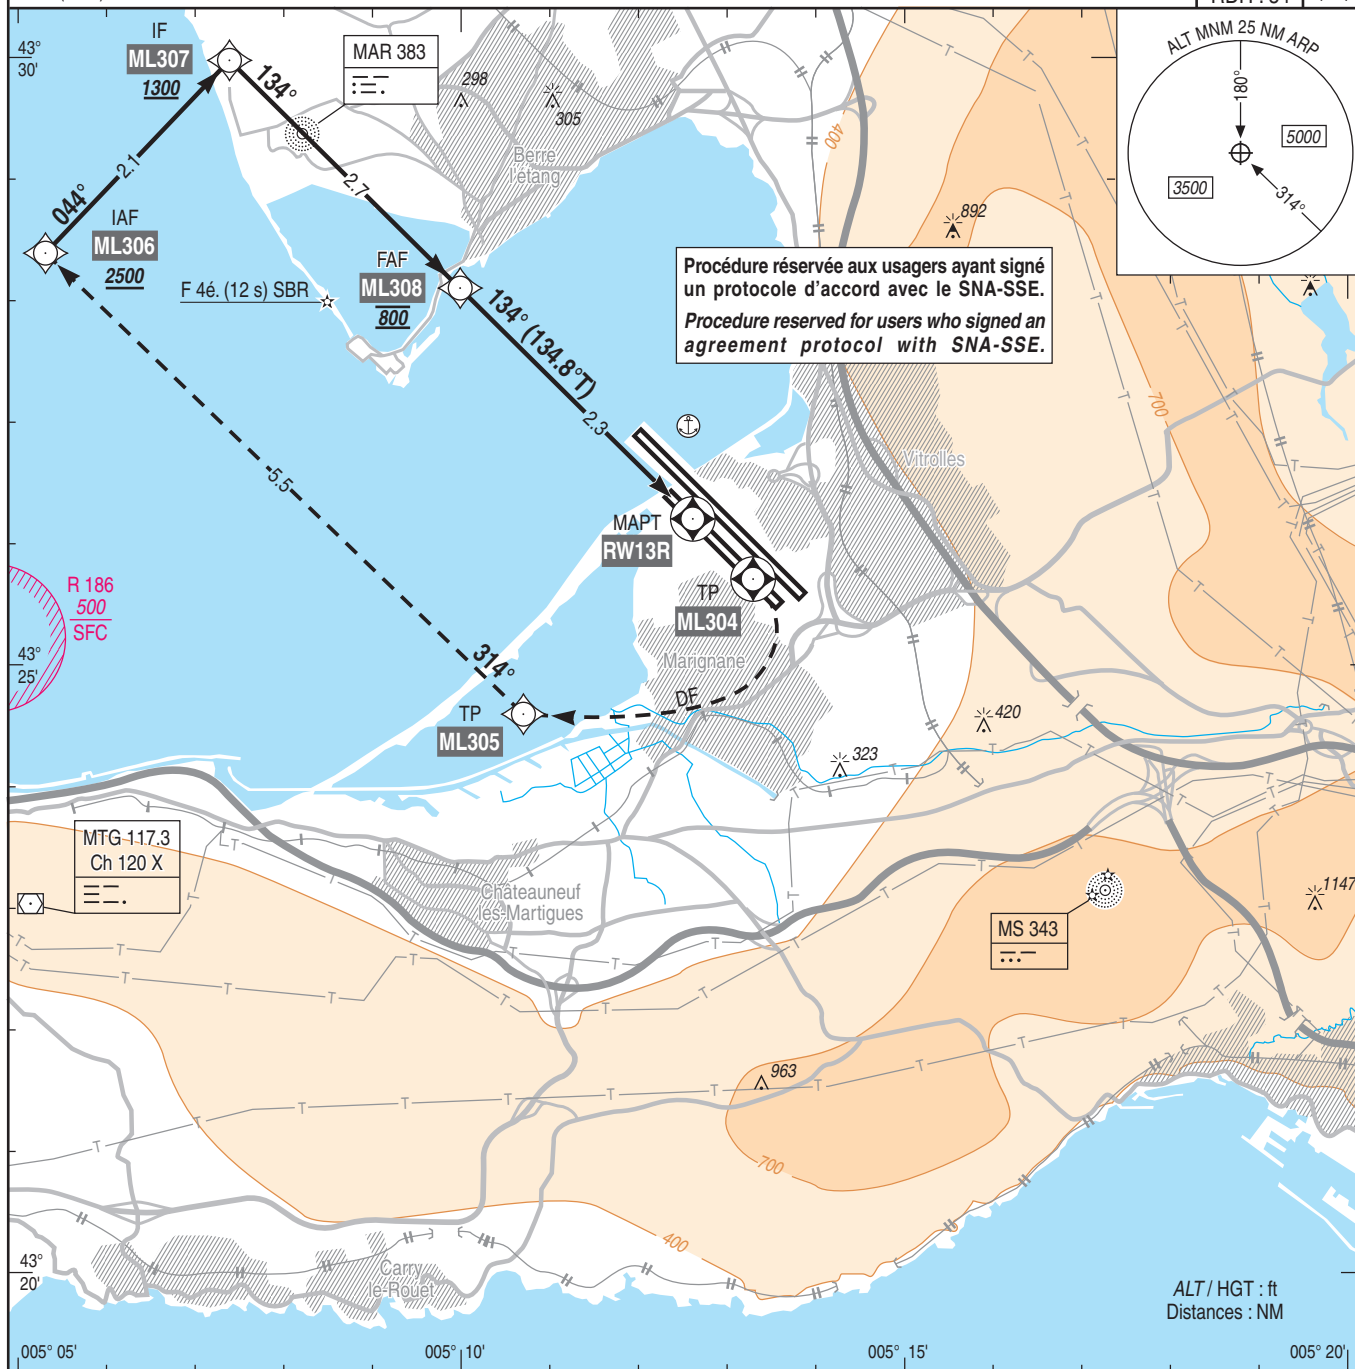 IF
ML307
1300
43°
30'
134°
MAR 383
298
305
Berre
l'étang
400
ALT MNM 25 NM ARP
180°
5000
3500
314°
892
2.1
2.7
044°
IAF
ML306
2500
F 4é. (12 s) SBR
FAF
ML308
800
134° (134.8°T)
2.3
Procédure réservée aux usagers ayant signé
un protocole d'accord avec le SNA-SSE.
Procedure reserved for users who signed an
agreement protocol with SNA-SSE.
700
Vitrolles
5.5
MAPT
RW13R
TP
ML304
R 186
500
SFC
43°
25'
314°
Marignane
DF
TP
ML305
420
323
MTG 117.3
Ch 120 X
Châteauneuf
les-Martigues
MS 343
1147
963
700
400
43°
20'
Carry
le-Rouet
ALT / HGT : ft
Distances : NM
005° 05'
005° 10'
005° 15'
005° 20'